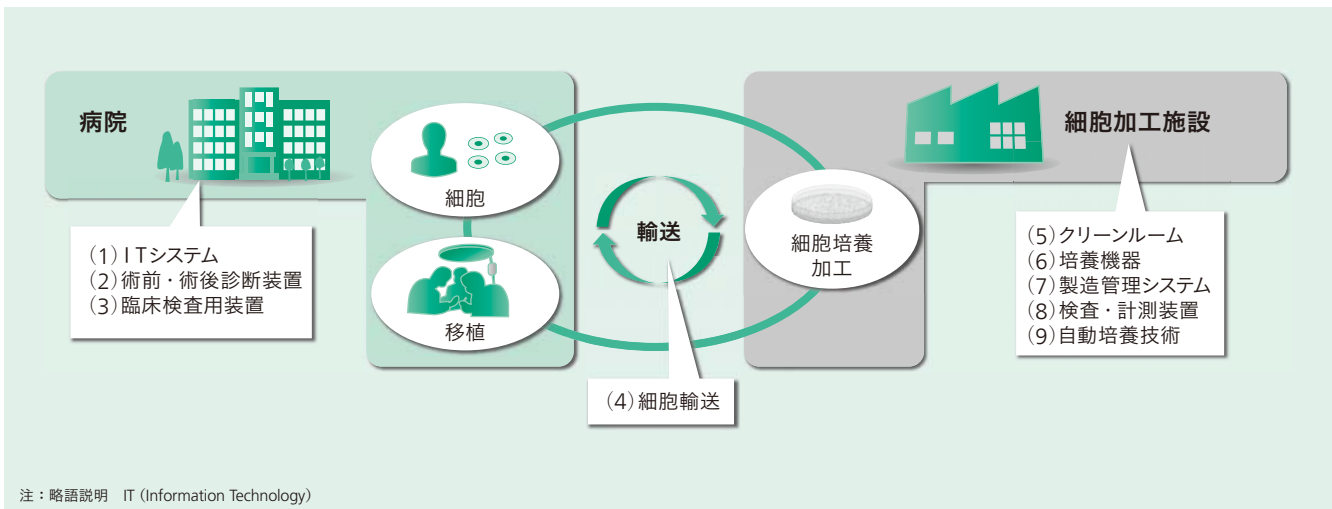 病院
細胞
移植
(1)ITシステム
(2)術前・術後診断装置
(3)臨床検査用装置
輸送
(4)細胞輸送
細胞培養
加工
細胞加工施設
(5)クリーンルーム
(6)培養機器
(7)製造管理システム
(8)検査・計測装置
(9)自動培養技術
注：略語説明　IT（Information Technology）